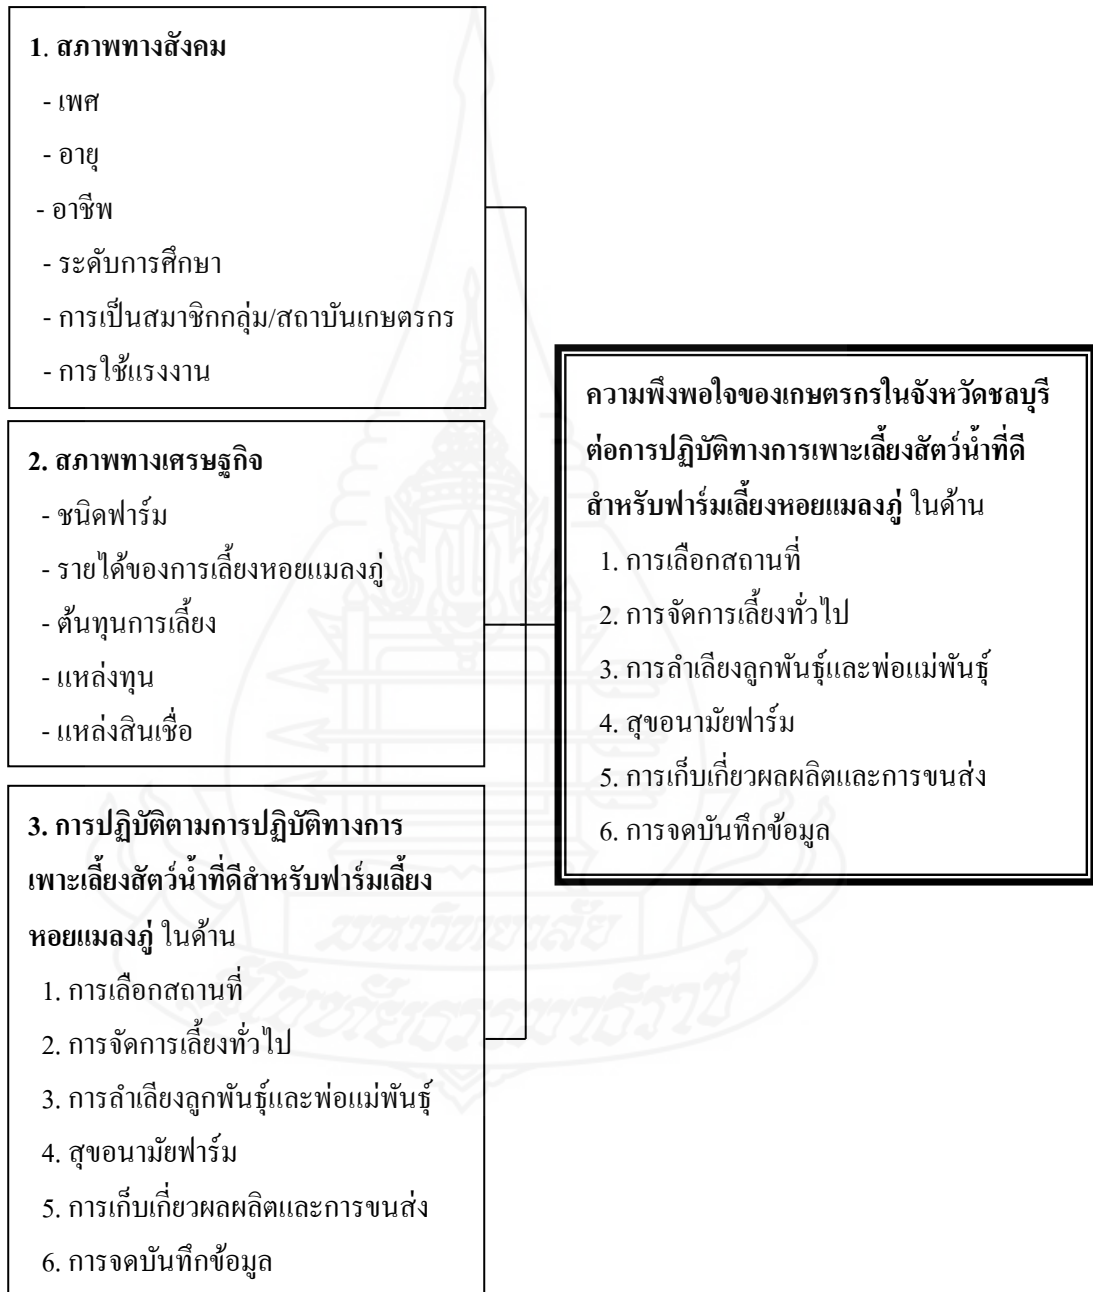 1. สภาพทางสังคม
- เพศ
- อายุ
- อาชีพ
- ระดับการศึกษา
- การเป็นสมาชิกกลุ่ม/สถาบันเกษตรกร
- การใช้แรงงาน
2. สภาพทางเศรษฐกิจ
- ชนิดฟาร์ม
- รายได้ของการเลี้ยงหอยแมลงภู่
- ต้นทุนการเลี้ยง
- แหล่งทุน
- แหล่งสินเชื่อ
3. การปฏิบัติตามการปฏิบัติทางการ
เพาะเลี้ยงสัตว์น้ำที่ดีสำหรับฟาร์มเลี้ยง
หอยแมลงภู่ ในด้าน
1. การเลือกสถานที่
2. การจัดการเลี้ยงทั่วไป
3. การลำเลียงลูกพันธุ์และพ่อแม่พันธุ์
4. สุขอนามัยฟาร์ม
5. การเก็บเกี่ยวผลผลิตและการขนส่ง
6. การจดบันทึกข้อมูล
ความพึงพอใจของเกษตรกรในจังหวัดชลบุรี
ต่อการปฏิบัติทางการเพาะเลี้ยงสัตว์น้ำที่ดี
สำหรับฟาร์มเลี้ยงหอยแมลงภู่ ในด้าน
1. การเลือกสถานที่
2. การจัดการเลี้ยงทั่วไป
3. การลำเลียงลูกพันธุ์และพ่อแม่พันธุ์
4. สุขอนามัยฟาร์ม
5. การเก็บเกี่ยวผลผลิตและการขนส่ง
6. การจดบันทึกข้อมูล
มหาวิทยาลัย
สุโขทัยธรรมาธิราช